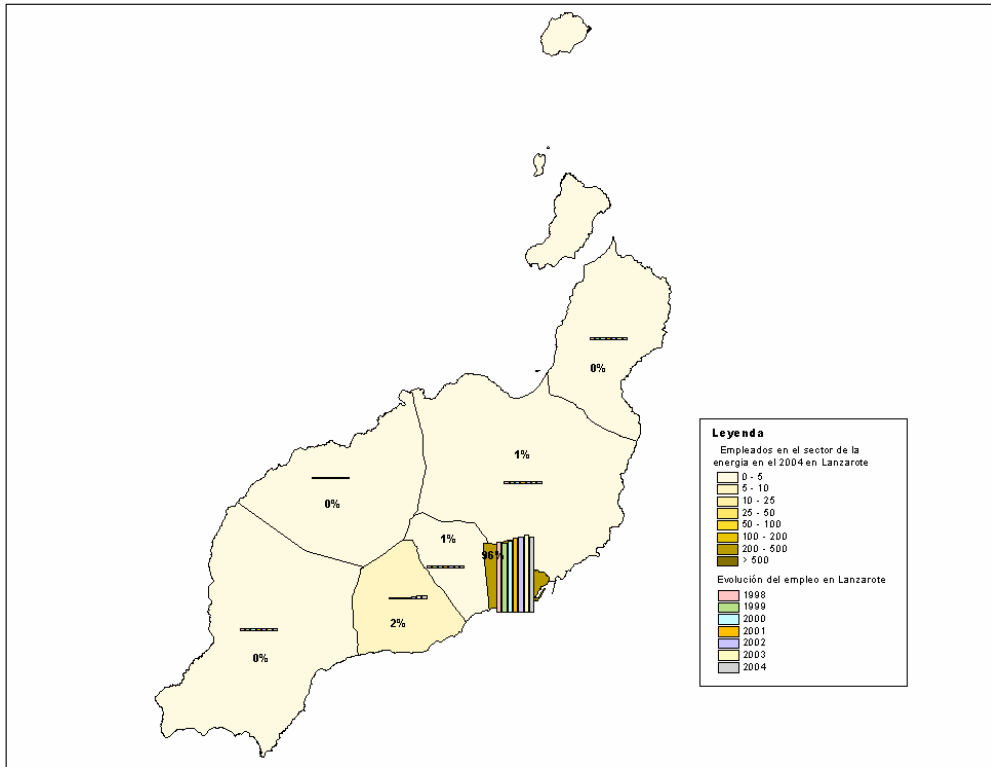 0%
1%
0%
1%
96%
2%
0%
Leyenda
Empleados en el sector de la
energia en el 2004 en Lanzarote
0 - 5
5 - 10
10 - 25
25 - 50
50 - 100
100 - 200
200 - 500
> 500
Evolución del empleo en Lanzarote
1998
1999
2000
2001
2002
2003
2004